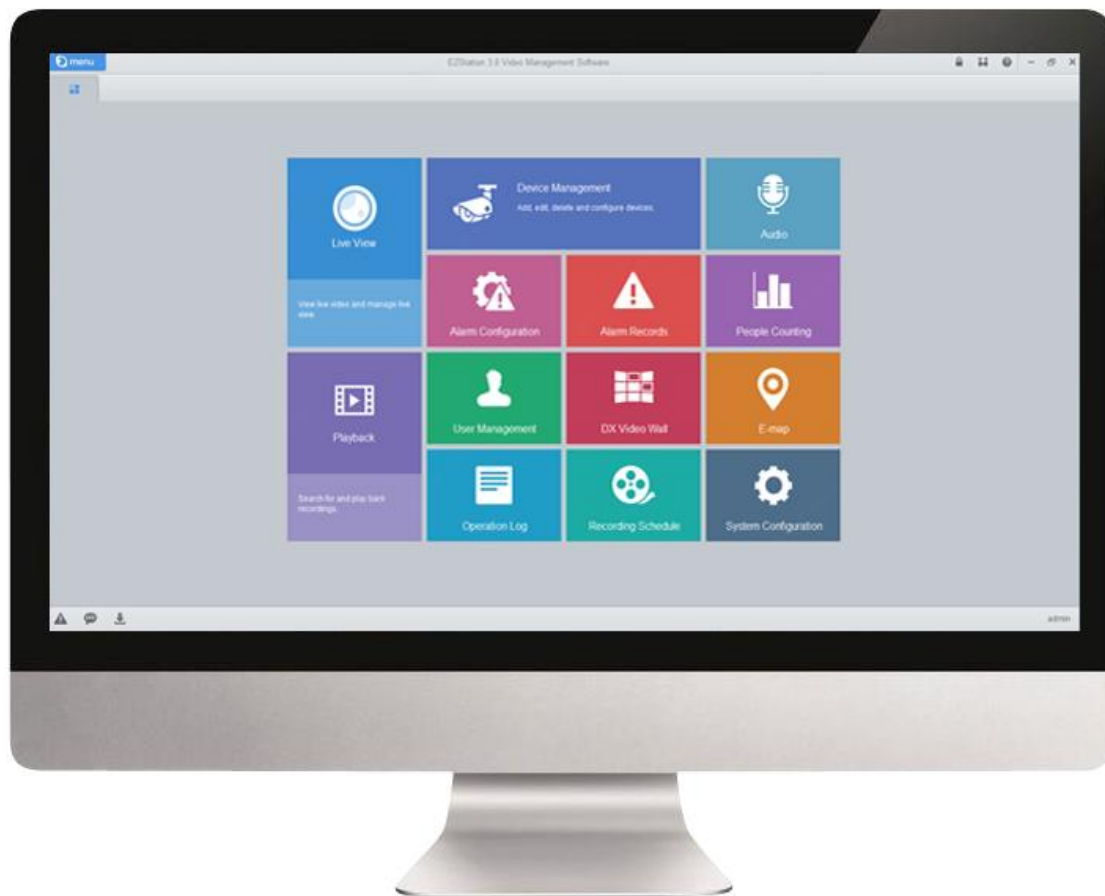 menu
EZStation 3.0 Video Management Software
Live View
View live video and manage live
view.
Device Management
Add, edit, delete and configure devices.
Audio
Alarm Configuration
Alarm Records
People Counting
Playback
Search for and play back
recordings.
User Management
DX Video Wall
E-map
Operation Log
Recording Schedule
System Configuration
admin